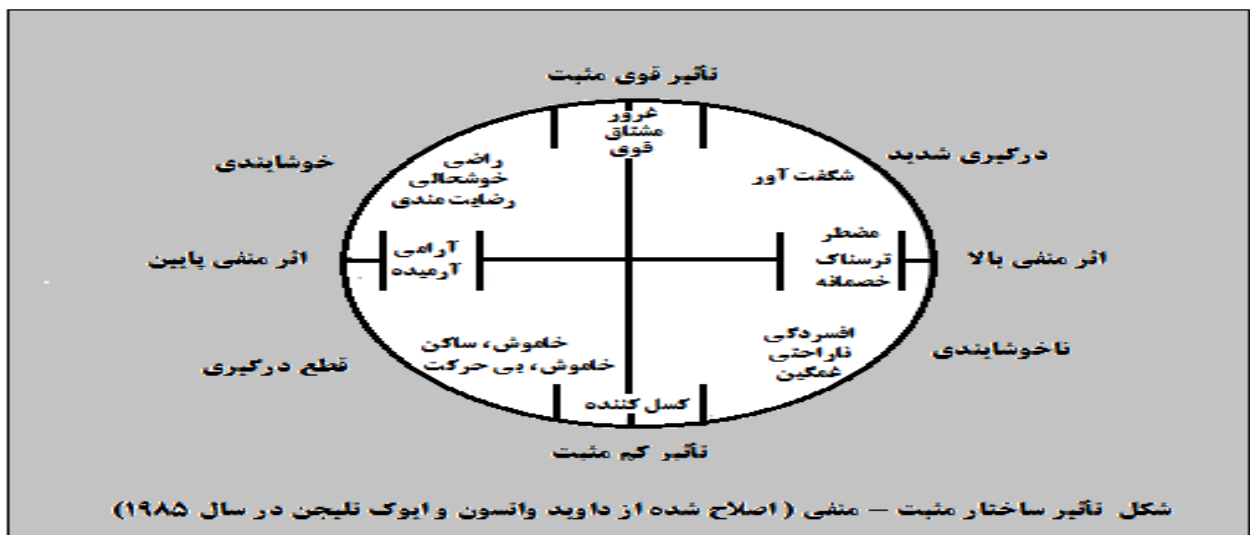 تأثیر قوی مثبت
غرور
مشتاق
قوی
درگیری شدید
شگفت آور
خوشایندی
راضی
خوشحالی
رضایت مندی
مضطر
ترسناک
خصمانه
اثر منفی بالا
آرامی
آرمیده
اثر منفی پایین
افسردگی
ناراحتی
غمگین
ناخوشایندی
خاموش، ساکن
خاموش، بی حرکت
قطع درگیری
کسل کننده
تأثیر کم مثبت
شکل تأثیر ساختار مثبت – منفی ( اصلاح شده از داوید واتسون و ایوک تلیجن در سال ۱۹۸۵)